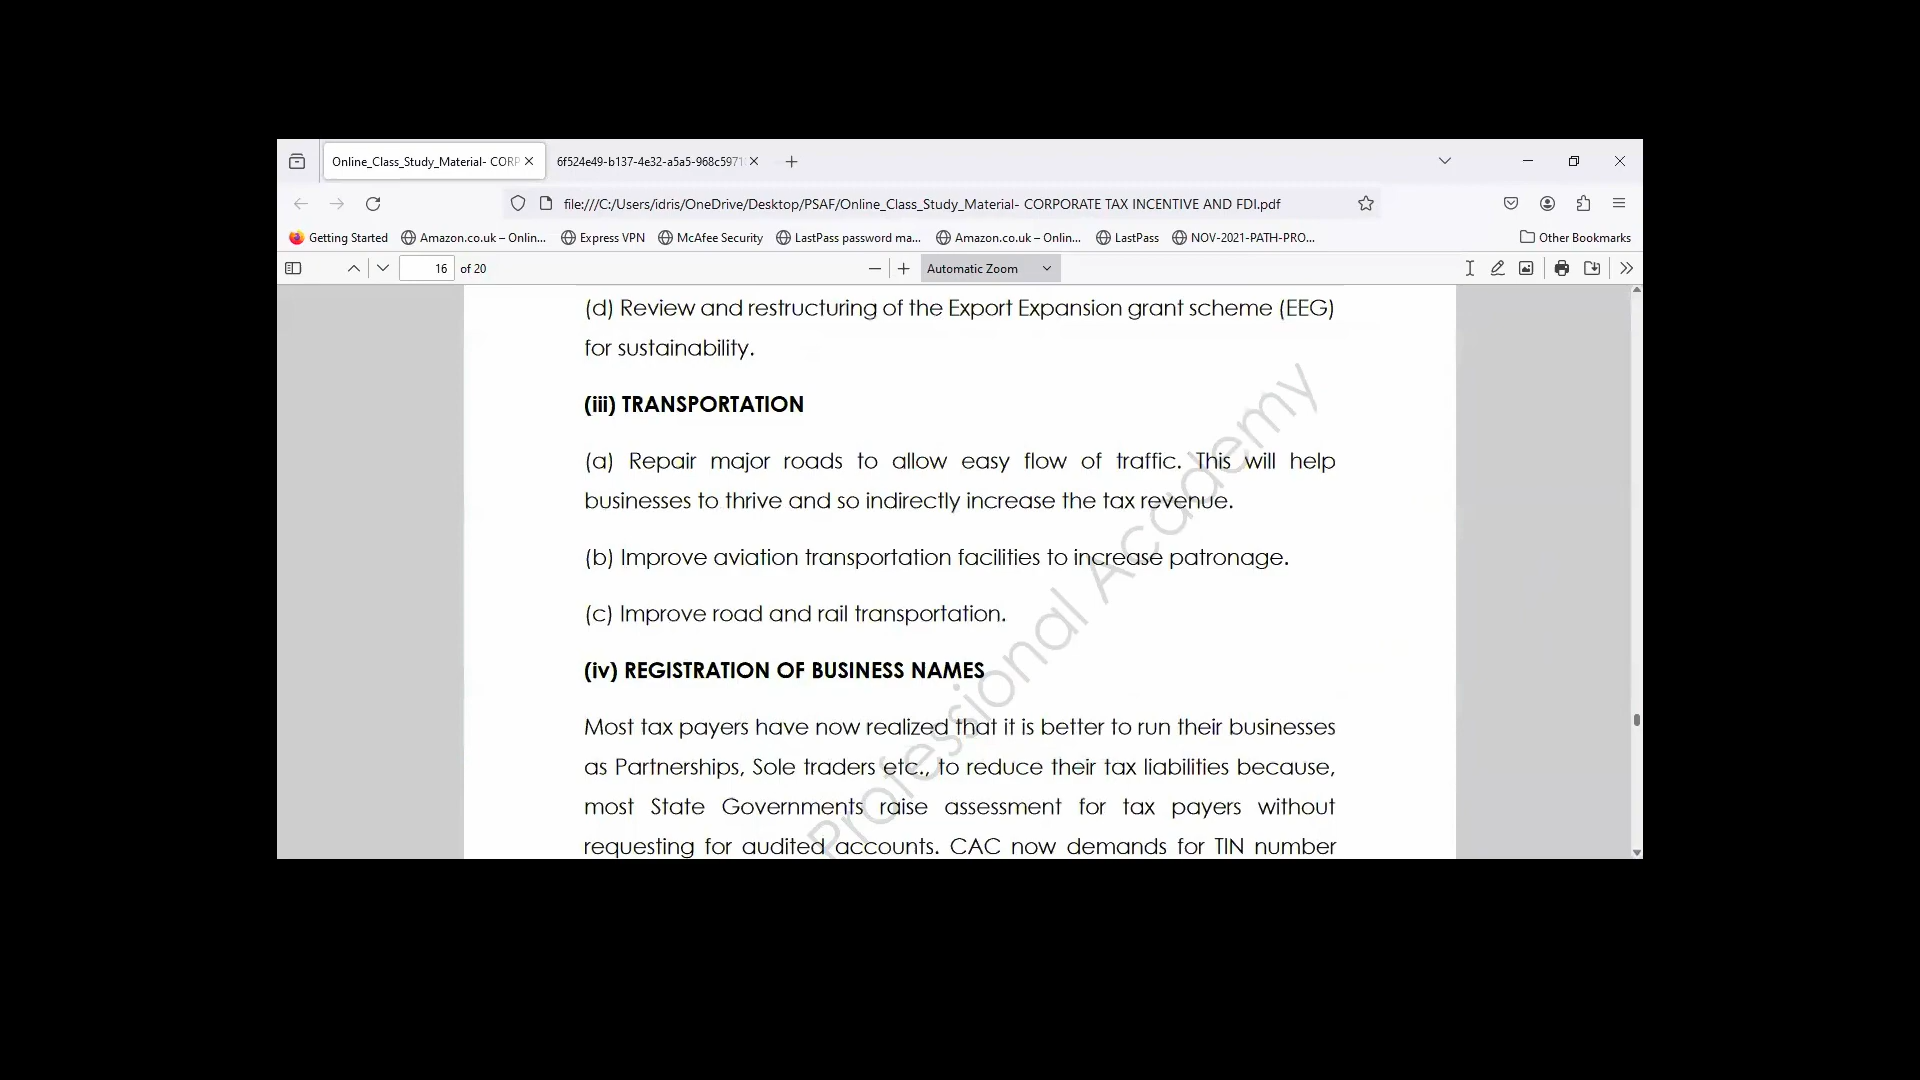 Online_Class_Study_Material- CORP
6f524e49-b137-4e32-a5a5-968c5971
file:///C:/Users/idris/OneDrive/Desktop/PSAF/Online_Class_Study_Material- CORPORATE TAX INCENTIVE AND FDI.pdf
Getting Started Amazon.co.uk – Onlin... Express VPN McAfee Security LastPass password ma... Amazon.co.uk – Onlin... LastPass NOV-2021-PATH-PRO... Other Bookmarks
16 of 20 Automatic Zoom
(d) Review and restructuring of the Export Expansion grant scheme (EEG)
for sustainability.
(iii) TRANSPORTATION
(a) Repair major roads to allow easy flow of traffic. This will help
businesses to thrive and so indirectly increase the tax revenue.
(b) Improve aviation transportation facilities to increase patronage.
(c) Improve road and rail transportation.
(iv) REGISTRATION OF BUSINESS NAMES
Most tax payers have now realized that it is better to run their businesses
as Partnerships, Sole traders etc., to reduce their tax liabilities because,
most State Governments raise assessment for tax payers without
requesting for audited accounts. CAC now demands for TIN number
Professional Academy